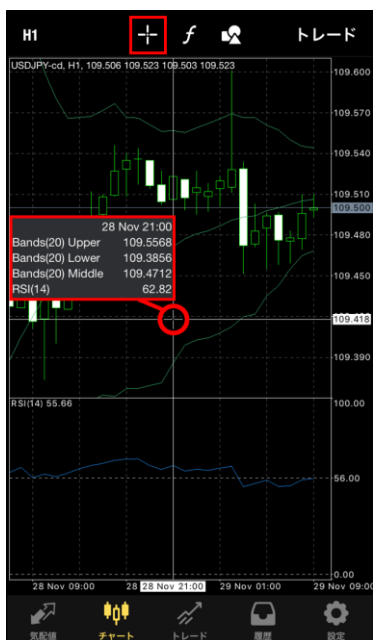 H1 f トレード
USDJPY-cd, H1, 109.506 109.523 109.503 109.523
109.600
109.570
109.540
109.510
109.500
109.480
28 Nov 21:00
Bands(20) Upper 109.5568
Bands(20) Lower 109.3856
Bands(20) Middle 109.4712
RSI(14) 62.82
109.450
109.418
109.390
RSI(14) 55.66
100.00
56.00
0.00
28 Nov 09:00 28 28 Nov 21:00 29 Nov 01:00 29 Nov 09:00
気配値 チャート トレード 履歴 設定